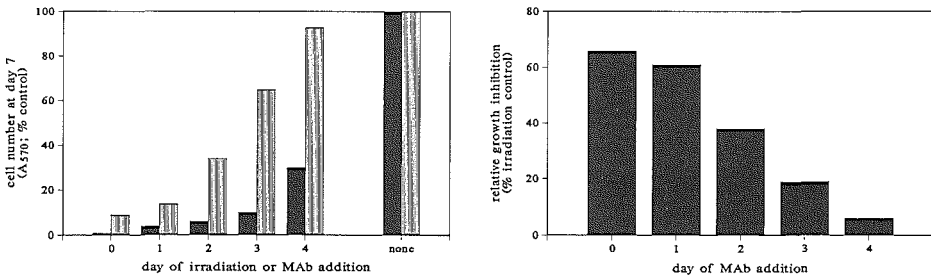 cell number at day 7
(A570; % control)
100
80
60
40
20
0
0 1 2 3 4 none
day of irradiation or MAb addition
relative growth inhibition
(% irradiation control)
80
60
40
20
0
0 1 2 3 4
day of MAb addition